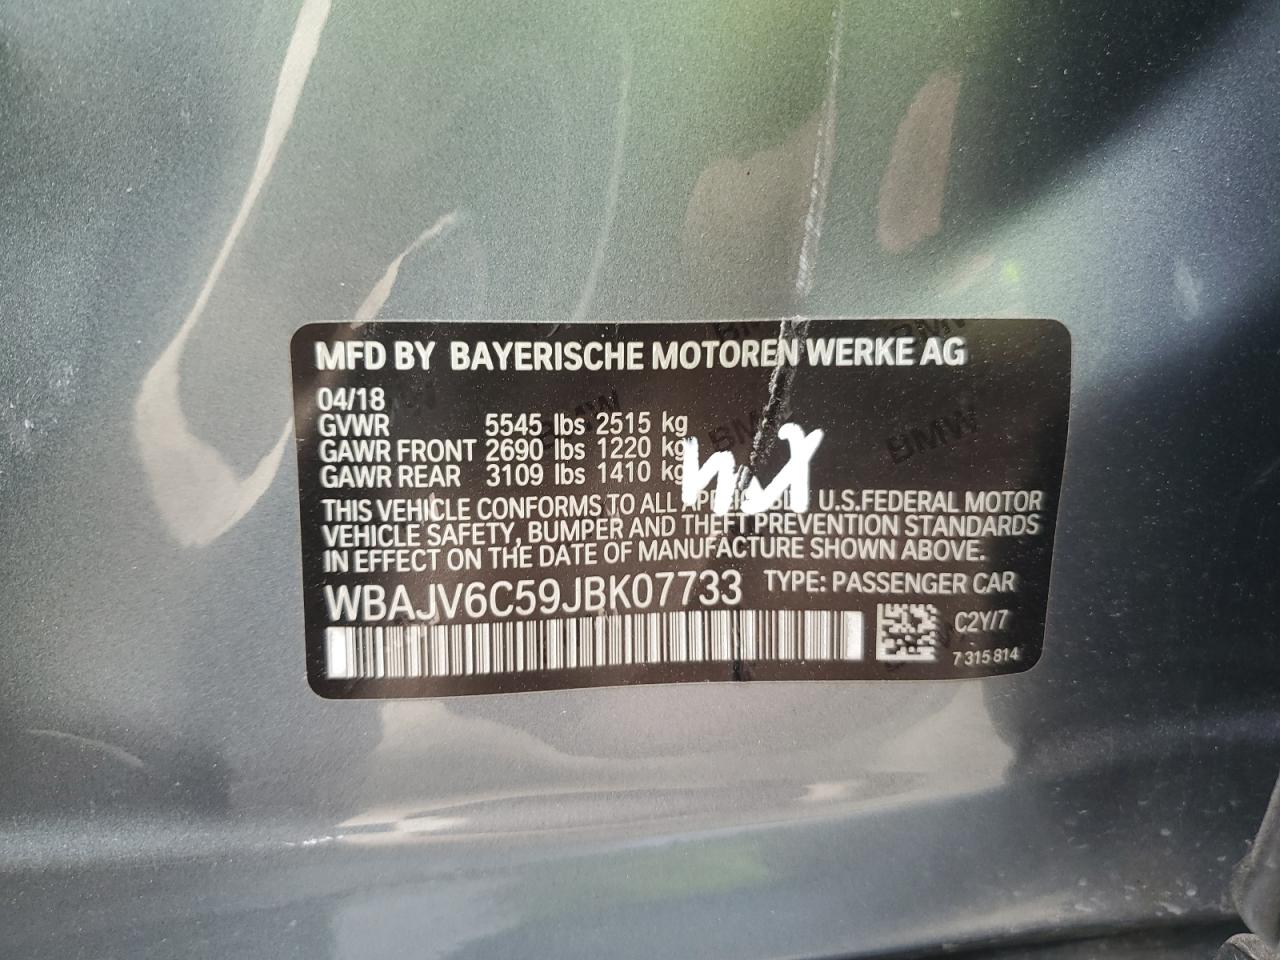 MFD BY BAYERISCHE MOTOREN WERKE AG
04/18
GVWR 5545 lbs 2515 kg
GAWR FRONT 2690 lbs 1220 kg
GAWR REAR 3109 lbs 1410 kg
THIS VEHICLE CONFORMS TO ALL APPLICABLE U.S.FEDERAL MOTOR
VEHICLE SAFETY, BUMPER AND THEFT PREVENTION STANDARDS
IN EFFECT ON THE DATE OF MANUFACTURE SHOWN ABOVE.
WBAJV6C59JBK07733 TYPE: PASSENGER CAR
C2Y/7
7 315 814